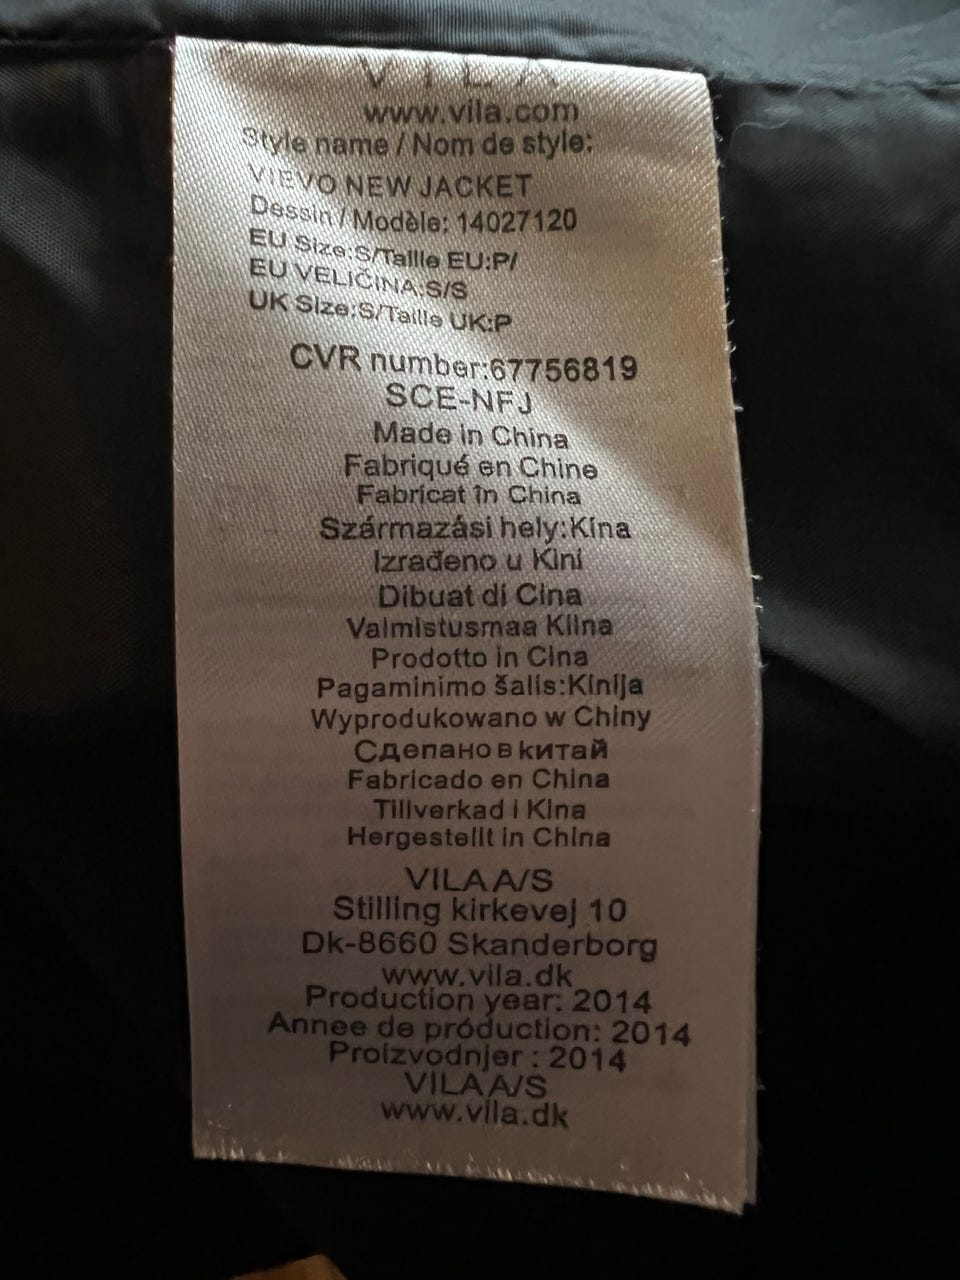 VILA
www.vila.com
Style name / Nom de style:
VIEVO NEW JACKET
Dessin / Modèle: 14027120
EU Size:S/Taille EU:P/
EU VELIČINA:S/S
UK Size:S/Taille UK:P
CVR number:67756819
SCE-NFJ
Made in China
Fabriqué en Chine
Fabricat în China
Származási hely:Kína
Izrađeno u Kini
Dibuat di Cina
Valmistusmaa Kiina
Prodotto in Cina
Pagaminimo šalis:Kinija
Wyprodukowano w Chiny
Сделано в китай
Fabricado en China
Tillverkad i Kina
Hergestellt in China
VILA A/S
Stilling kirkevej 10
Dk-8660 Skanderborg
www.vila.dk
Production year: 2014
Annee de próduction: 2014
Proizvodnjer : 2014
VILA A/S
www.vila.dk